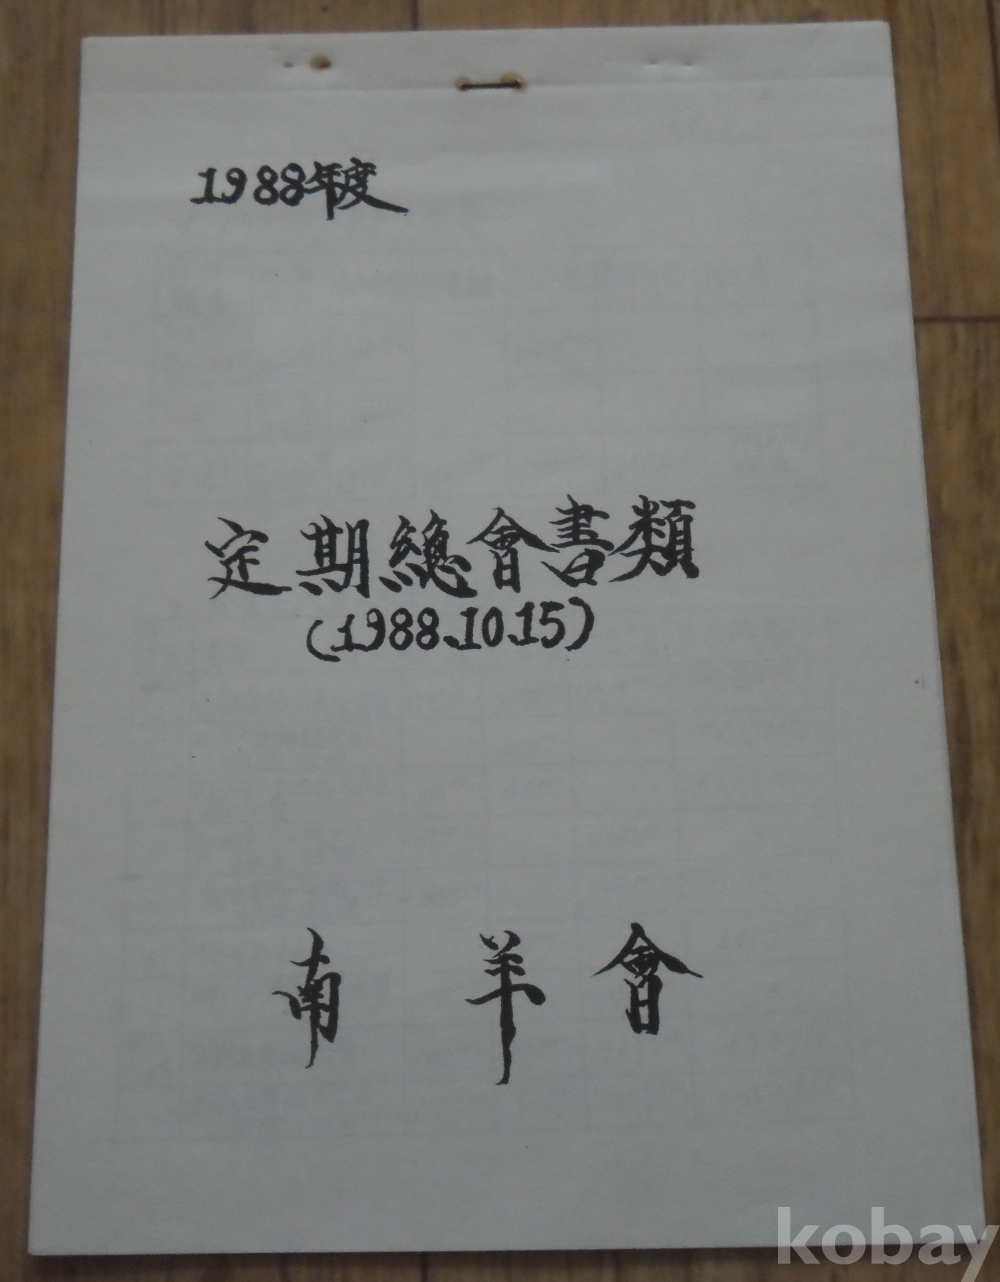 1988年度
定期總會書類
(1988.10.15)
南羊會
kobay